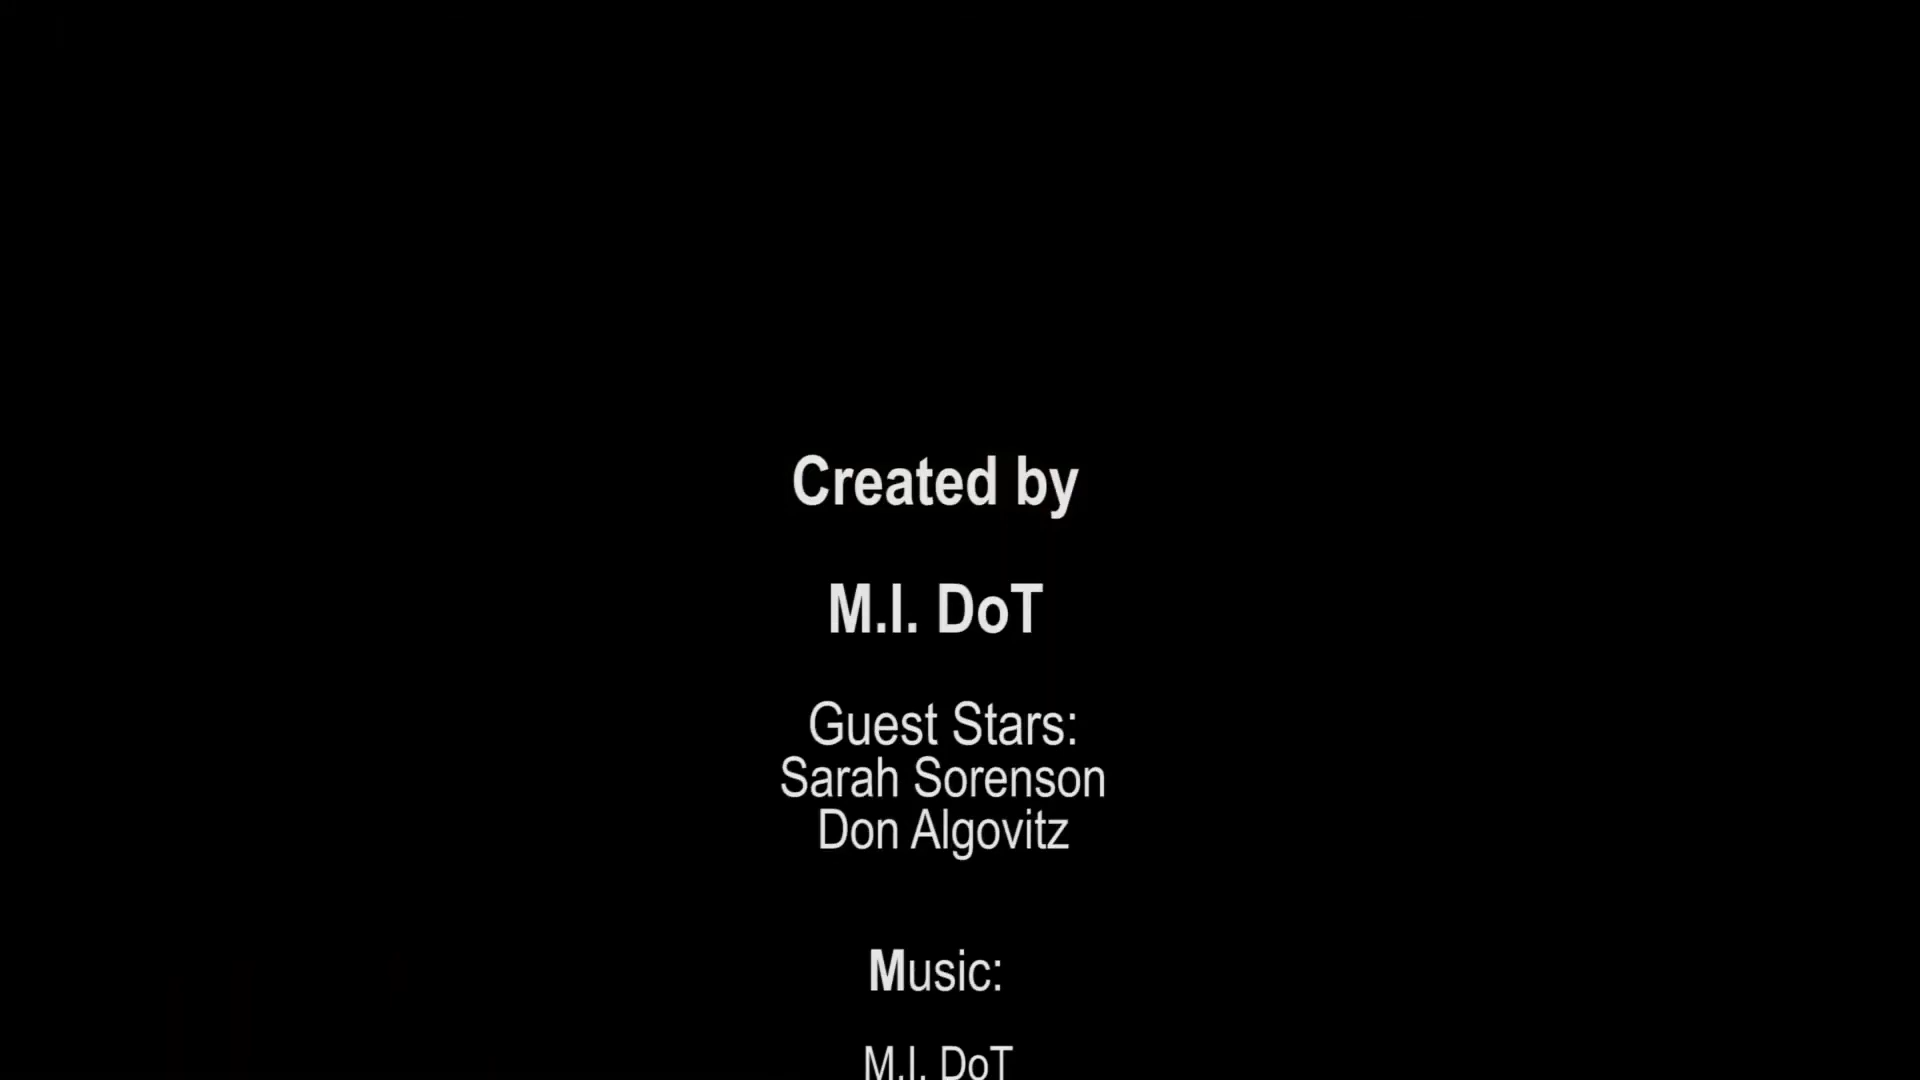 Created by
M.I. DoT
Guest Stars:
Sarah Sorenson
Don Algovitz
Music:
M.I. DoT